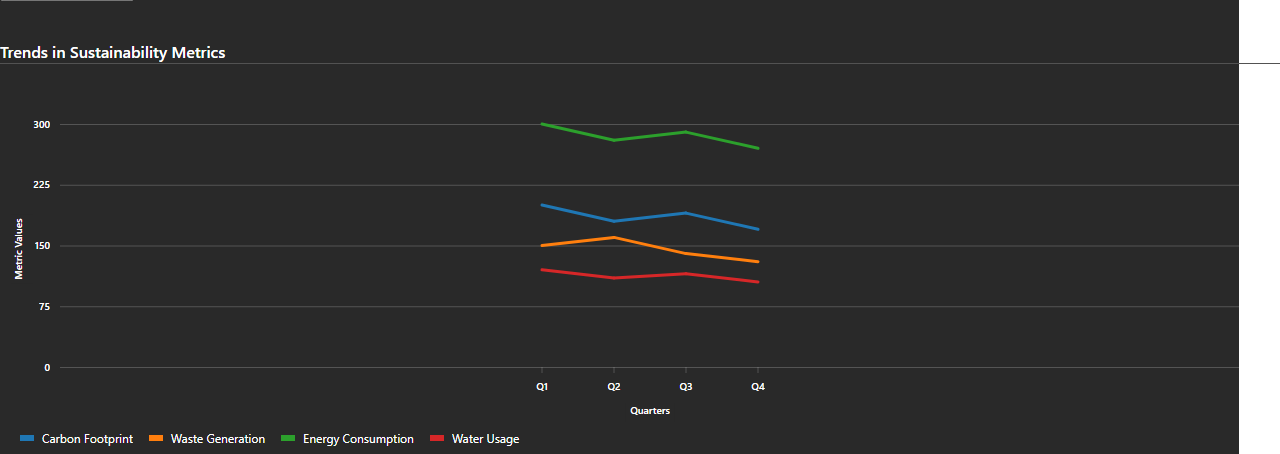 Trends in Sustainability Metrics
300
225
150
75
0
Metric Values
Q1 Q2 Q3 Q4
Quarters
Carbon Footprint Waste Generation Energy Consumption Water Usage